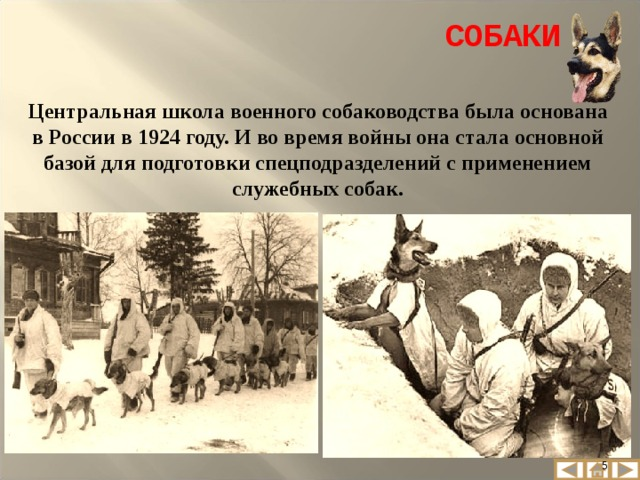 СОБАКИ
Центральная школа военного собаководства была основана
в России в 1924 году. И во время войны она стала основной
базой для подготовки спецподразделений с применением
служебных собак.
5